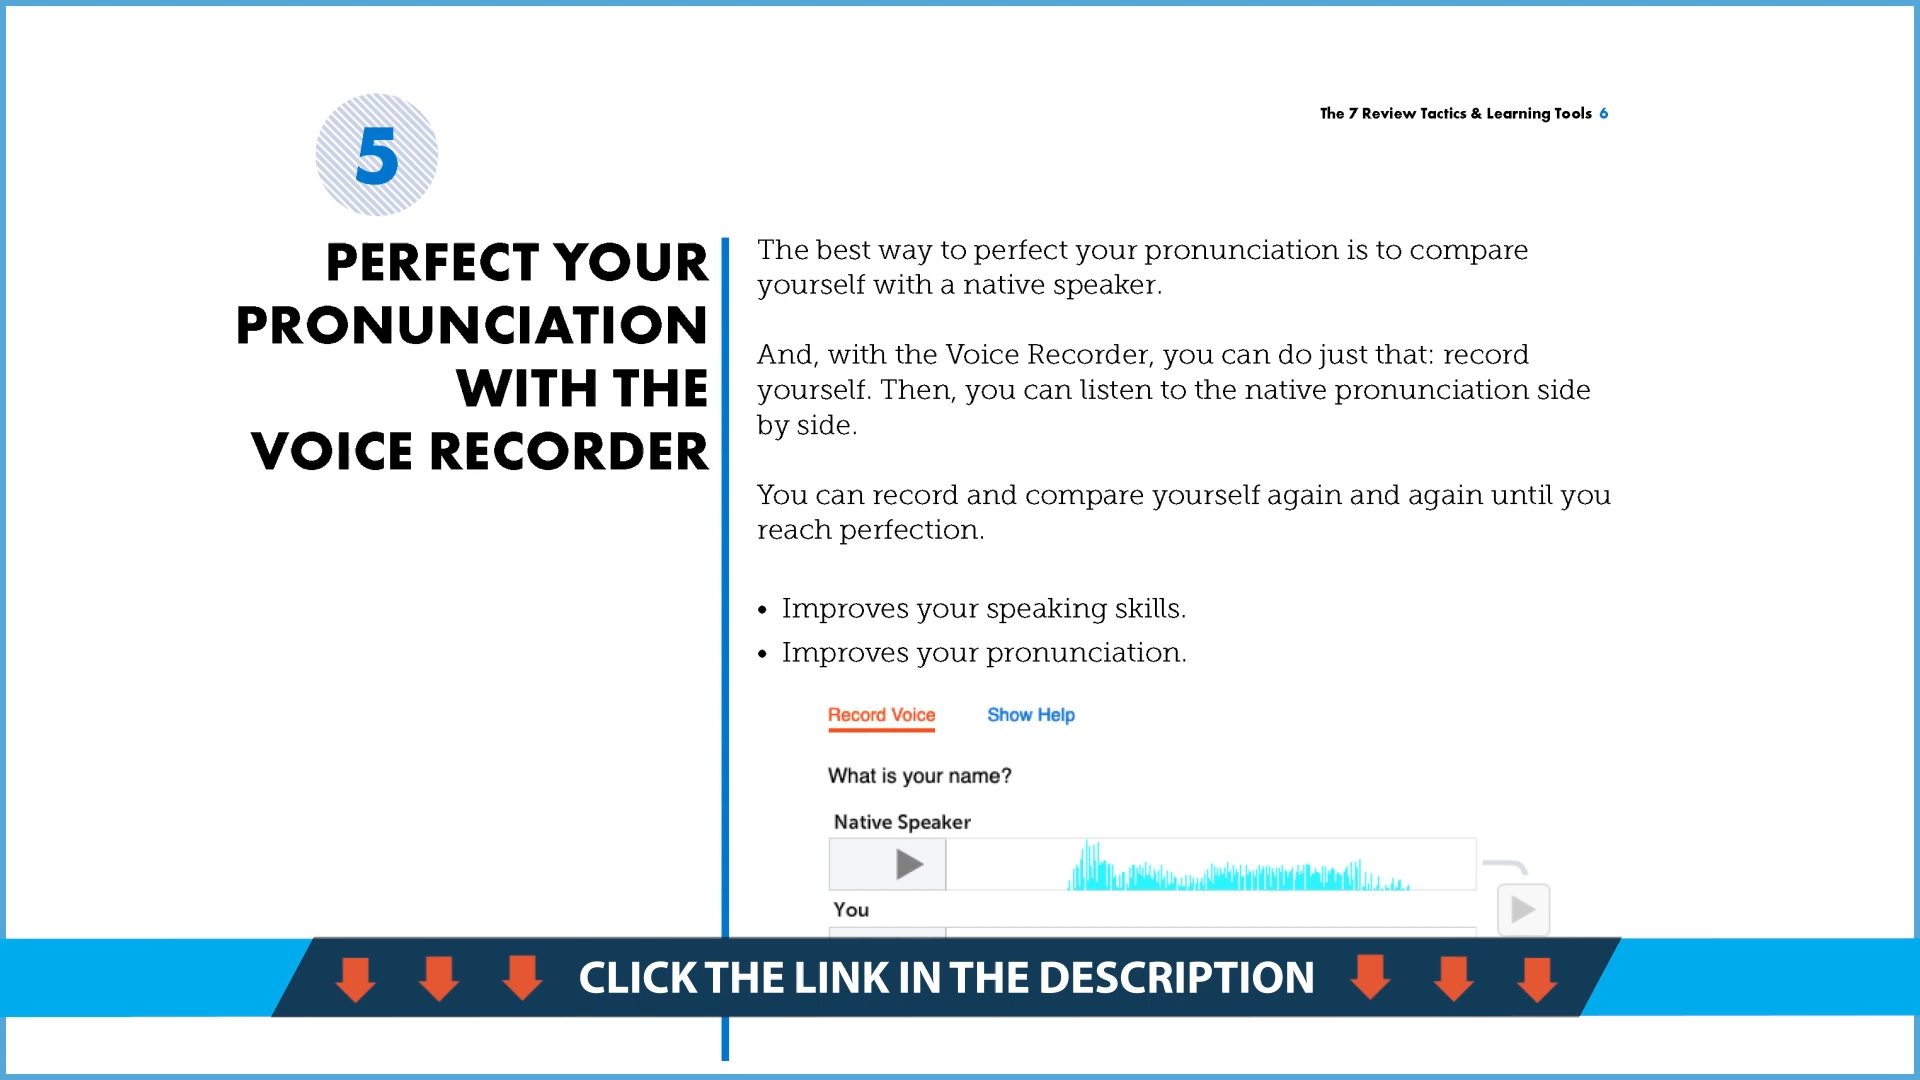 The 7 Review Tactics & Learning Tools 6
5
PERFECT YOUR
PRONUNCIATION
WITH THE
VOICE RECORDER
The best way to perfect your pronunciation is to compare
yourself with a native speaker.
And, with the Voice Recorder, you can do just that: record
yourself. Then, you can listen to the native pronunciation side
by side.
You can record and compare yourself again and again until you
reach perfection.
• Improves your speaking skills.
• Improves your pronunciation.
Record Voice Show Help
What is your name?
Native Speaker
You
CLICK THE LINK IN THE DESCRIPTION